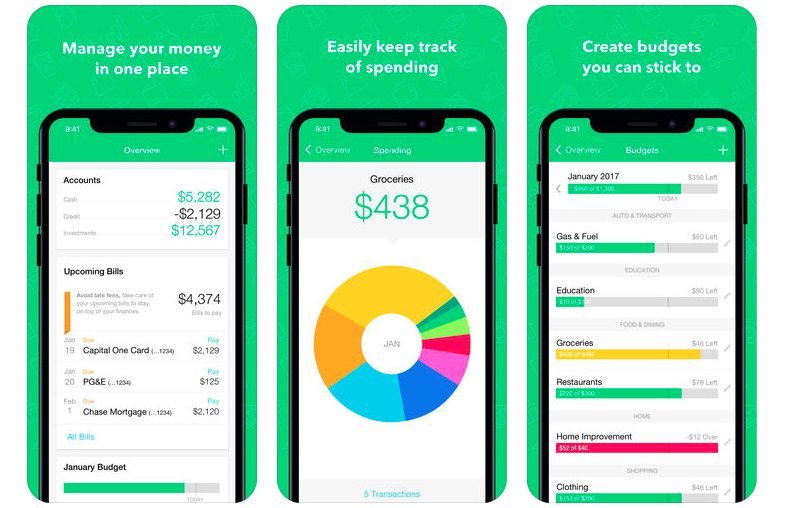 Manage your money
in one place
9:41
Overview
+
Accounts
Cash $5,282
Credit -$2,129
Investments $12,567
Upcoming Bills
Avoid late fees, take care of
your upcoming bills to stay
on top of your finances.
$4,374
Bills to pay
Jan Due Pay
19 Capital One Card (...1234) $2,129
Jan Due Pay
20 PG&E (...1234) $125
Feb Due Pay
1 Chase Mortgage (...1234) $2,120
All Bills
January Budget
TODAY
Easily keep track
of spending
9:41
Overview Spending
Groceries
$438
JAN
5 Transactions
Create budgets
you can stick to
9:41
Overview Budgets +
January 2017 $350 Left
$950 of $1,300
TODAY
AUTO & TRANSPORT
Gas & Fuel $50 Left
$150 of $200
EDUCATION
Education $90 Left
$10 of
FOOD & DINING
Groceries $46 Left
$438 of $484
Restaurants $78 Left
$222 of $300
HOME
Home Improvement -$12 Over
$52 of $40
SHOPPING
Clothing $46 Left
$151 of $200